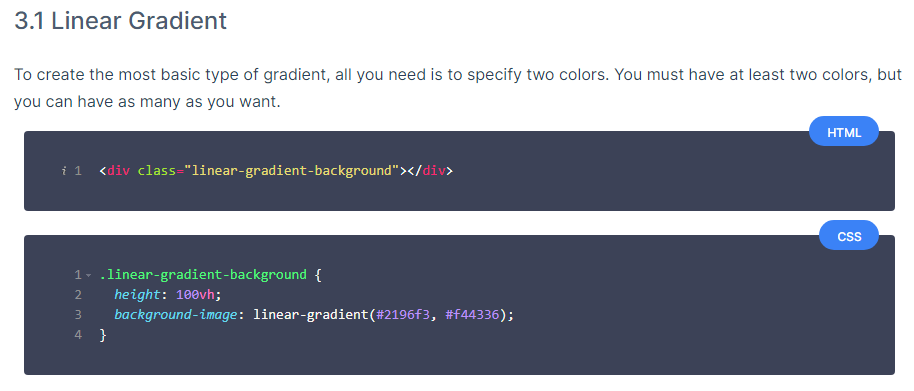 3.1 Linear Gradient
To create the most basic type of gradient, all you need is to specify two colors. You must have at least two colors, but
you can have as many as you want.
HTML
i 1 <div class="linear-gradient-background"></div>
CSS
1 .linear-gradient-background {
2 height: 100vh;
3 background-image: linear-gradient(#2196f3, #f44336);
4 }